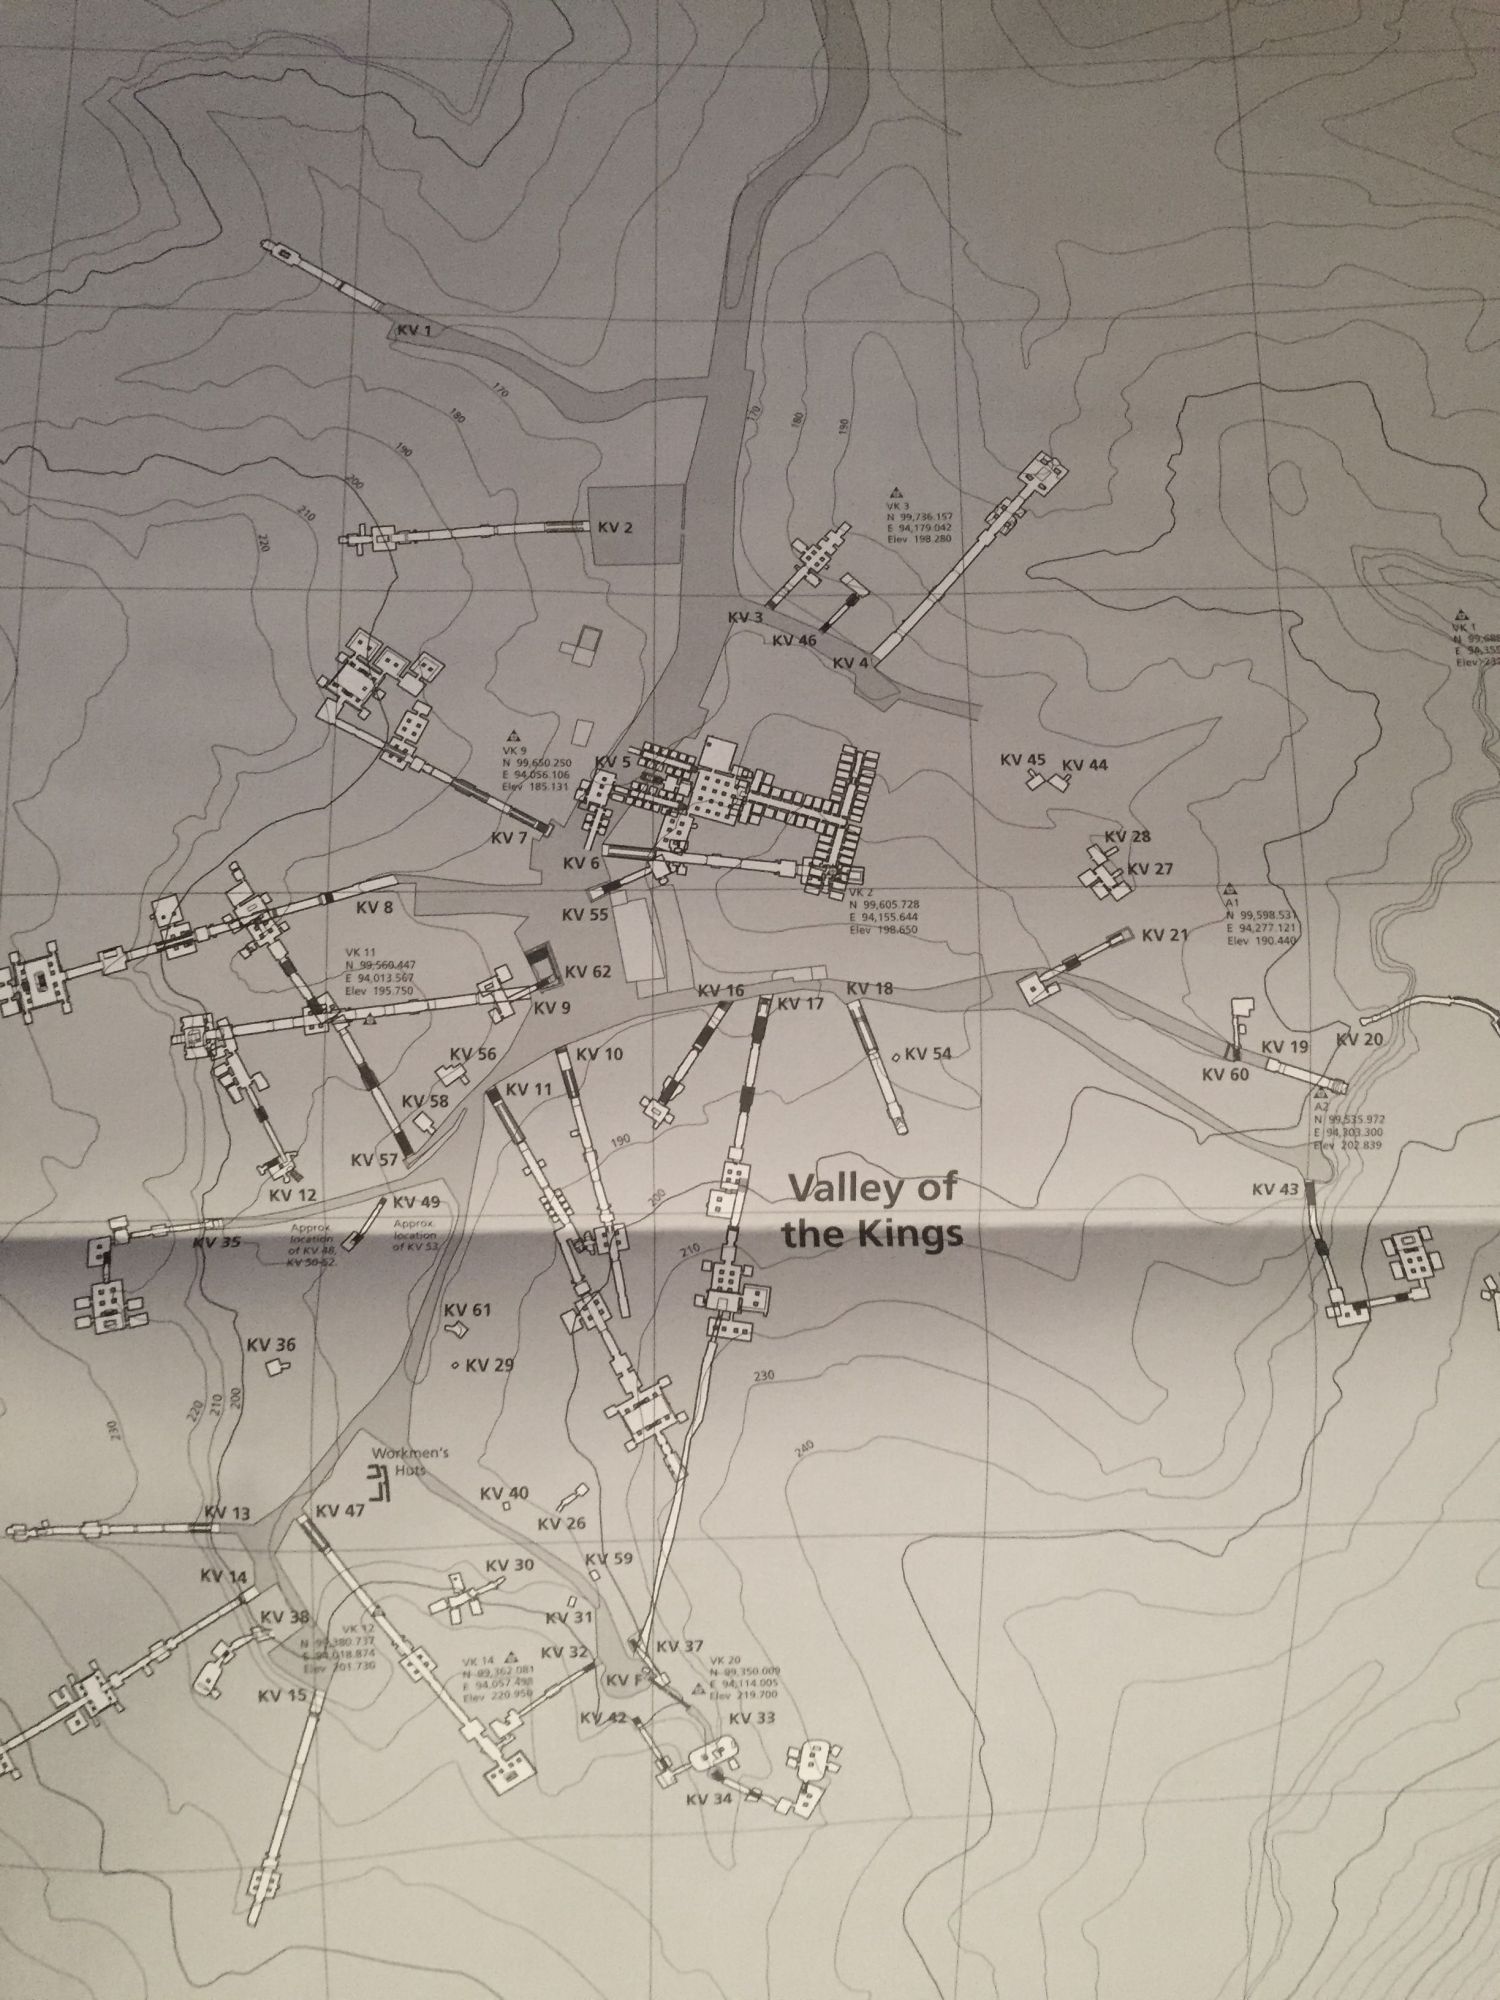 KV 1
170
180
190
200
210
220
170
180
190
KV 2
VK 3
N 99,736.157
E 94,179.042
Elev 198.280
KV 3
KV 46
KV 4
VK 1
VK 9
N 99,650.250
E 94,056.106
Elev 185.131
KV 5
KV 45
KV 44
KV 7
KV 6
KV 28
KV 27
KV 55
KV 8
VK 2
N 99,605.728
E 94,155.644
Elev 198.650
A1
N 99,598.531
E 94,277.121
Elev 190.440
KV 21
VK 11
N 99,560.447
E 94,013.567
Elev 195.750
KV 62
KV 9
KV 16
KV 17
KV 18
KV 56
KV 10
KV 54
KV 19
KV 20
KV 60
KV 11
KV 58
A2
N 99,535.972
E 94,303.300
Elev 202.839
190
KV 57
KV 12
KV 49
200
Valley of
the Kings
KV 43
KV 35
Approx.
location
of KV 48,
KV 50-52.
Approx.
location
of KV 53.
210
KV 61
KV 36
KV 29
230
220
210
200
230
240
Workmen's
Huts
KV 40
KV 26
KV 13
KV 47
KV 59
KV 30
KV 14
KV 31
KV 38
VK 12
N 99,380.737
E 94,018.874
Elev 201.730
KV 32
KV 37
VK 14
N 99,362.081
E 94,057.498
Elev 220.950
KV F
VK 20
N 99,350.009
E 94,114.005
Elev 219.700
KV 15
KV 42
KV 33
KV 34